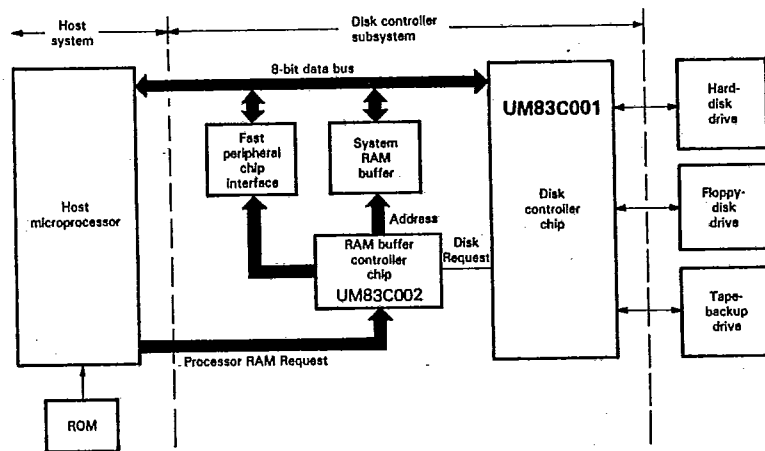 Host
system
Disk controller
subsystem
8-bit data bus
UM83C001
Hard-
disk
drive
Fast
peripheral
chip
interface
System
RAM
buffer
Host
microprocessor
Disk
controller
chip
Floppy-
disk
drive
Address
RAM buffer
controller
chip
UM83C002
Disk
Request
Tape-
backup
drive
Processor RAM Request
ROM